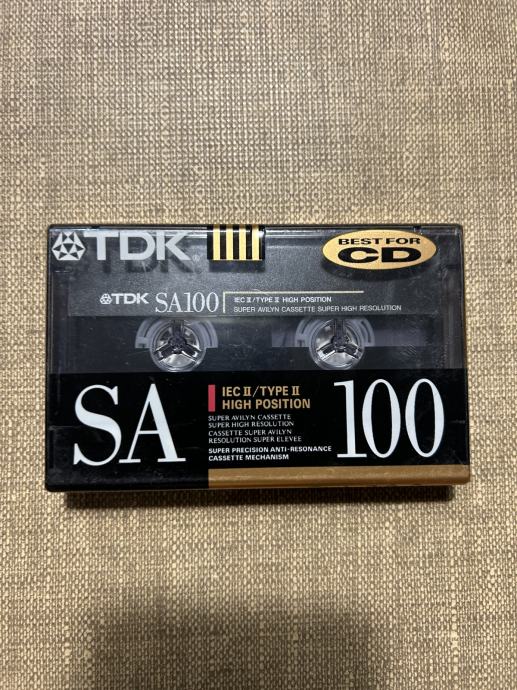 TDK®
BEST FOR
CD
TDK SA100 IEC II/TYPE II HIGH POSITION
SUPER AVILYN CASSETTE SUPER HIGH RESOLUTION
SA
IEC II/TYPE II
HIGH POSITION
SUPER AVILYN CASSETTE
SUPER HIGH RESOLUTION
CASSETTE SUPER AVILYN
RESOLUTION SUPER ELEVEE
SUPER PRECISION ANTI-RESONANCE
CASSETTE MECHANISM
100